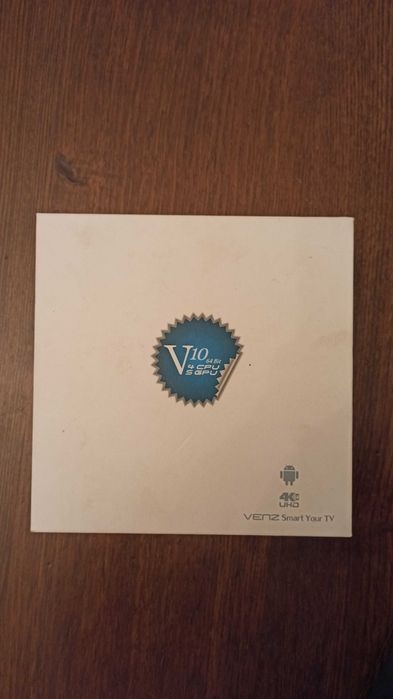 V10
64 Bit
4 CPU
5 GPU
4K
UHD
VENZ Smart Your TV